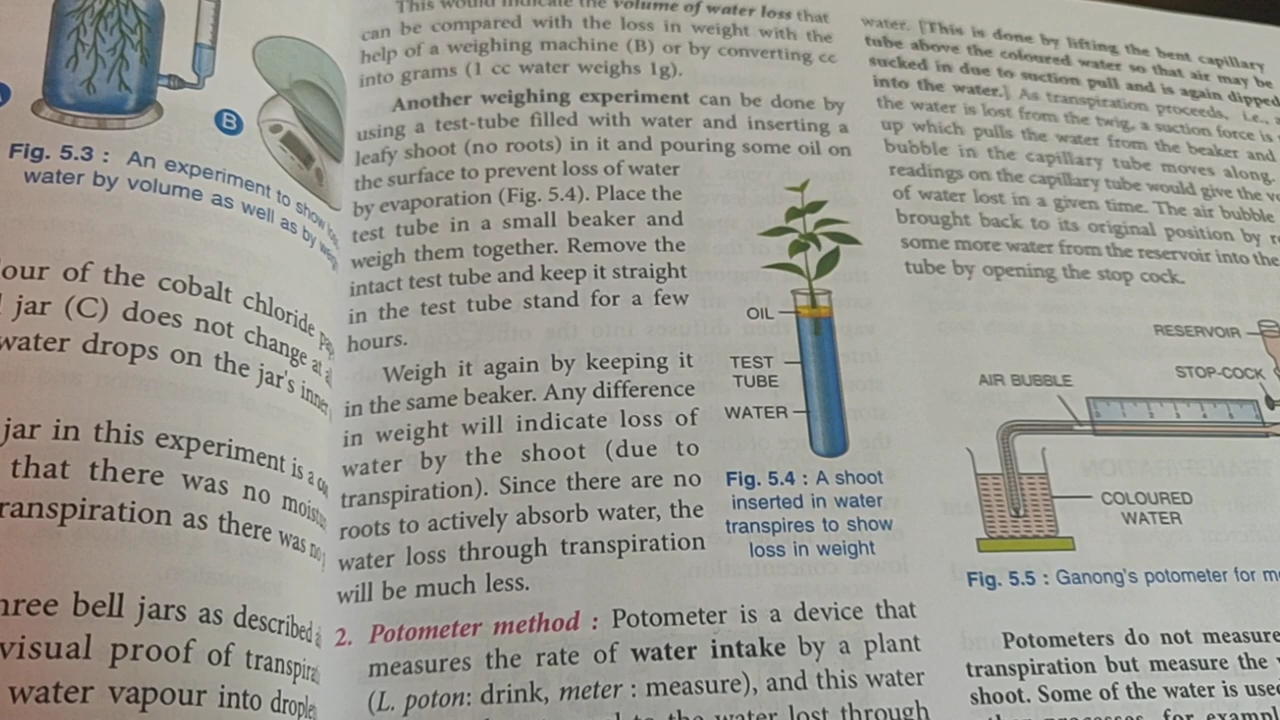 B
Fig. 5.3 : An experiment to show
water by volume as well as by
our of the cobalt chloride
jar (C) does not change at
water drops on the jar's inner
jar in this experiment is a
that there was no
ranspiration as there was
hree bell jars as described
visual proof of
water vapour into
This would indicate the volume of water loss that
can be compared with the loss in weight with the
help of a weighing machine (B) or by converting cc
into grams (1 cc water weighs 1g).
Another weighing experiment can be done by
using a test-tube filled with water and inserting a
leafy shoot (no roots) in it and pouring some oil on
the surface to prevent loss of water
by evaporation (Fig. 5.4). Place the
test tube in a small beaker and
weigh them together. Remove the
intact test tube and keep it straight
in the test tube stand for a few
hours.
Weigh it again by keeping it
in the same beaker. Any difference
in weight will indicate loss of
water by the shoot (due to
transpiration). Since there are no
roots to actively absorb water, the
water loss through transpiration
will be much less.
OIL
TEST
TUBE
WATER
Fig. 5.4 : A shoot
inserted in water
transpires to show
loss in weight
2. Potometer method : Potometer is a device that
measures the rate of water intake by a plant
(L. poton: drink, meter : measure), and this water
the water lost through
water. [This is done by lifting the bent capillary
tube above the coloured water so that air may be
sucked in due to suction pull and is again dipped
into the water.] As transpiration proceeds, i.e.,
the water is lost from the twig, a suction force is
up which pulls the water from the beaker and
bubble in the capillary tube moves along.
readings on the capillary tube would give the
of water lost in a given time. The air bubble
brought back to its original position by
some more water from the reservoir into the
tube by opening the stop cock.
RESERVOIR
STOP-COCK
AIR BUBBLE
COLOURED
WATER
Fig. 5.5 : Ganong's potometer for
Potometers do not measure
transpiration but measure the
shoot. Some of the water is used
processes, for